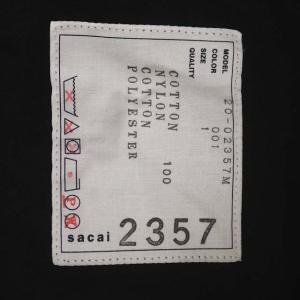 MODEL 20-02357M
COLOR 001
SIZE 1
QUALITY
COTTON
NYLON 100
COTTON
POLYESTER
sacai 2357